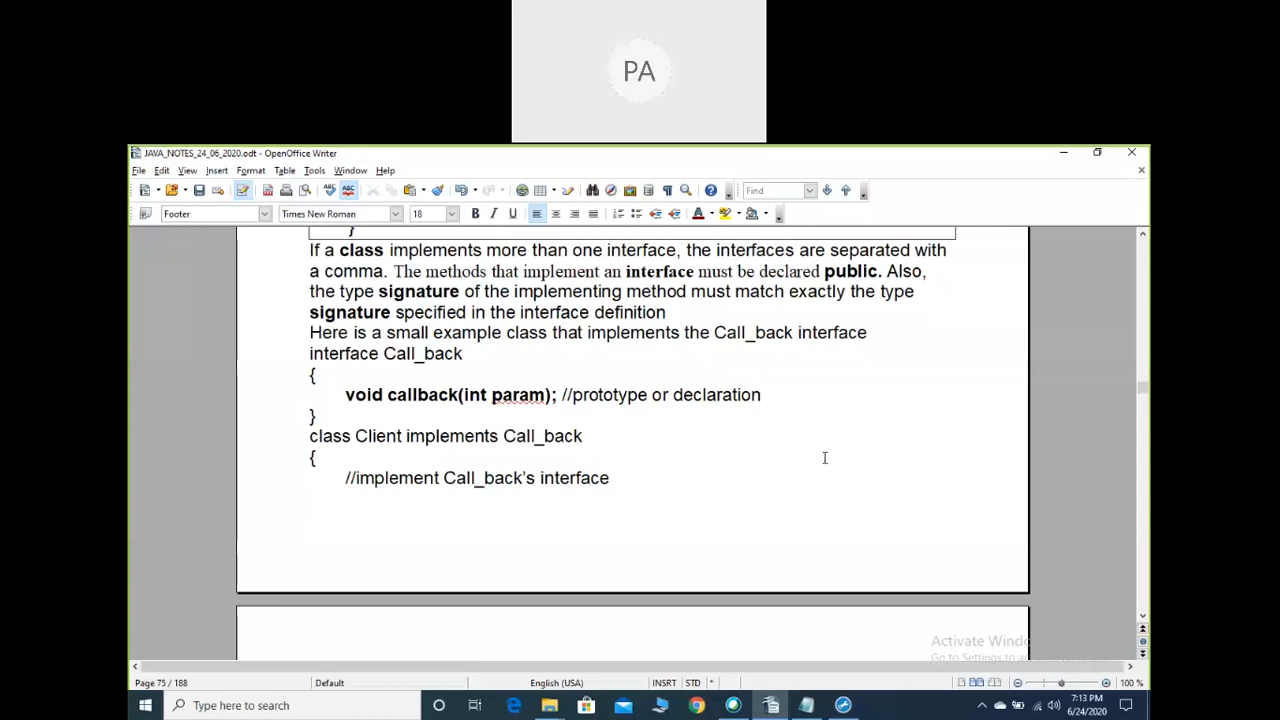 PA
JAVA_NOTES_24_06_2020.odt - OpenOffice Writer
File Edit View Insert Format Table Tools Window Help
Find
Footer Times New Roman 18
}
If a class implements more than one interface, the interfaces are separated with
a comma. The methods that implement an interface must be declared public. Also,
the type signature of the implementing method must match exactly the type
signature specified in the interface definition
Here is a small example class that implements the Call_back interface
interface Call_back
{
void callback(int param); //prototype or declaration
}
class Client implements Call_back
{
//implement Call_back's interface
Activate Windo
Go to Settings to a
Page 75 / 188 Default English (USA) INSRT STD * 100 %
Type here to search
7:13 PM
6/24/2020